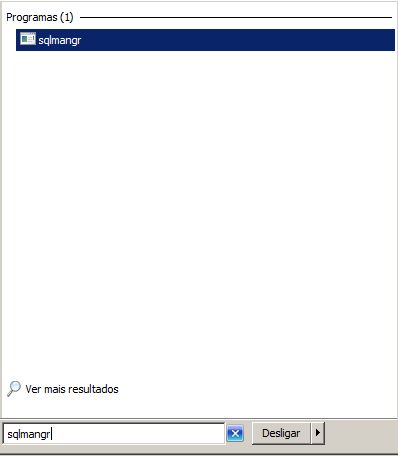 Programas (1)
sqlmangr
Ver mais resultados
sqlmangr
Desligar